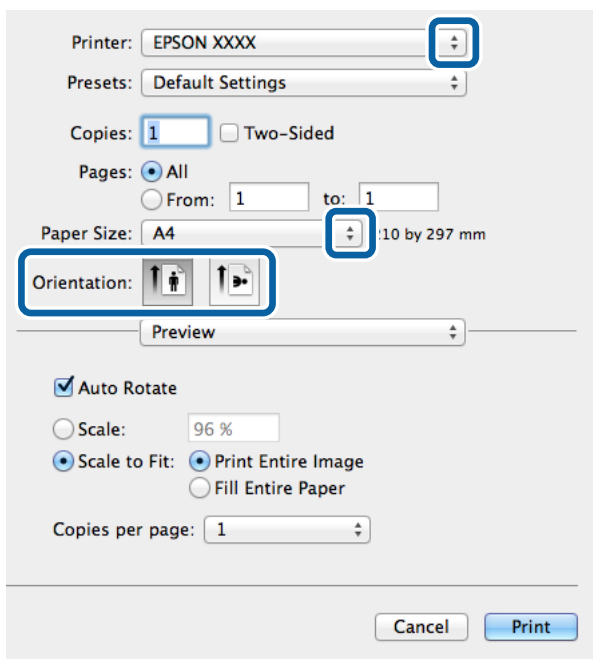 Printer: EPSON XXXX
Presets: Default Settings
Copies: 1 Two-Sided
Pages: All
From: 1 to: 1
Paper Size: A4 210 by 297 mm
Orientation:
Preview
Auto Rotate
Scale: 96 %
Scale to Fit: Print Entire Image
Fill Entire Paper
Copies per page: 1
Cancel Print